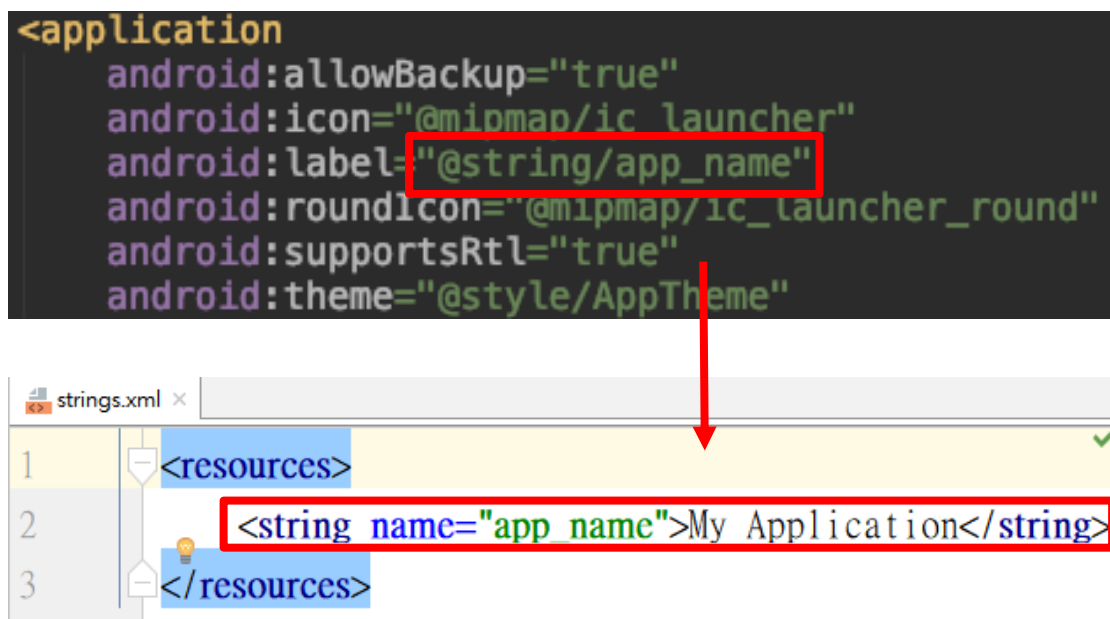 <application
android:allowBackup="true"
android:icon="@mipmap/ic_launcher"
android:label="@string/app_name"
android:roundIcon="@mipmap/ic_launcher_round"
android:supportsRtl="true"
android:theme="@style/AppTheme"
strings.xml ×
1 <resources>
2 <string name="app_name">My Application</string>
3 </resources>